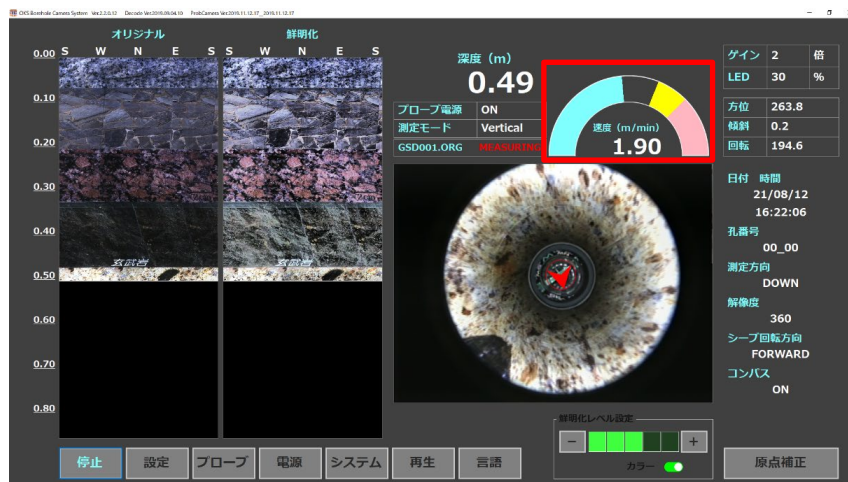 OKS Borehole Camera System Ver.2.2.0.12 Decode Ver.2019.09.04.10 ProbCamera Ver.2019.11.12.17_2019.11.12.17
オリジナル 鮮明化
S W N E S S W N E S
0.00
0.10
0.20
0.30
0.40
0.50
0.60
0.70
0.80
玄武岩 玄武岩
深度 (m)
0.49
プローブ電源 ON
測定モード Vertical
GSD001.ORG MEASURING
速度 (m/min)
1.90
ゲイン 2 倍
LED 30 %
方位 263.8
傾斜 0.2
回転 194.6
日付 時間
21/08/12
16:22:06
孔番号
00_00
測定方向
DOWN
解像度
360
シーブ回転方向
FORWARD
コンパス
ON
鮮明化レベル設定
− +
カラー
停止 設定 プローブ 電源 システム 再生 言語 原点補正